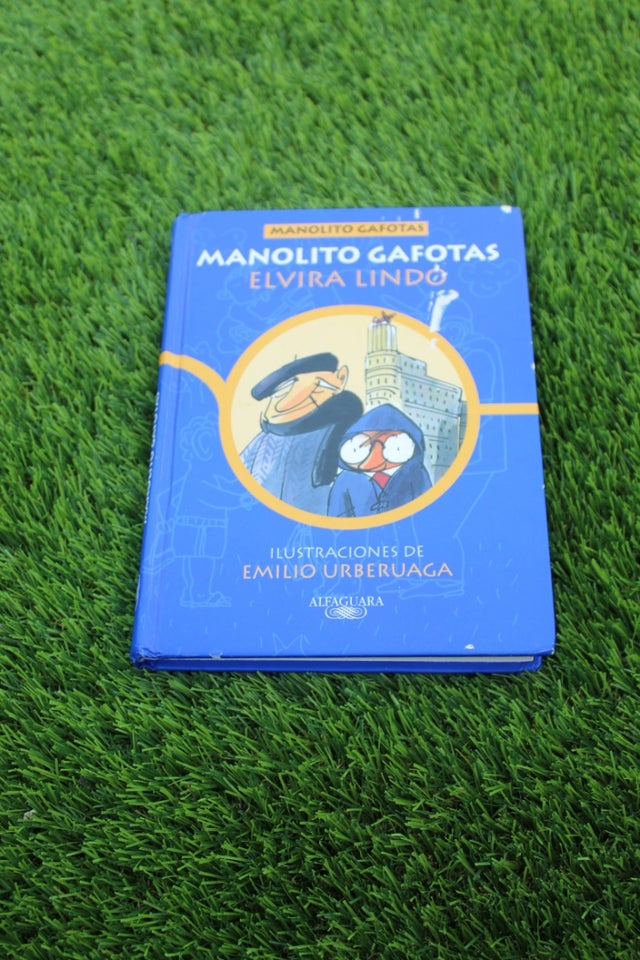 MANOLITO GAFOTAS
MANOLITO GAFOTAS
ELVIRA LINDO
ILUSTRACIONES DE
EMILIO URBERUAGA
ALFAGUARA